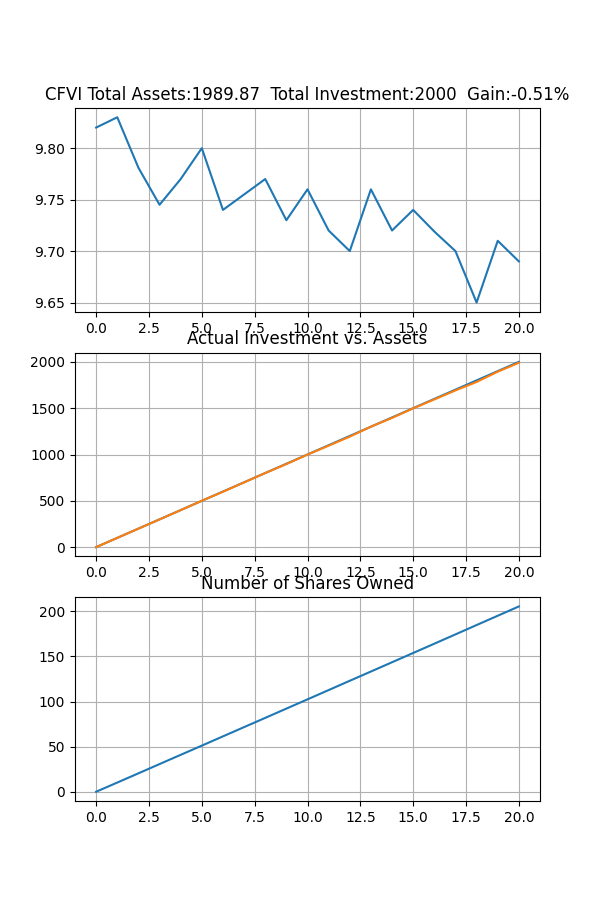 CFVI Total Assets:1989.87  Total Investment:2000  Gain:-0.51%
9.80
9.75
9.70
9.65
0.0 2.5 5.0 7.5 10.0 12.5 15.0 17.5 20.0
Actual Investment vs. Assets
2000
1500
1000
500
0
0.0 2.5 5.0 7.5 10.0 12.5 15.0 17.5 20.0
Number of Shares Owned
200
150
100
50
0
0.0 2.5 5.0 7.5 10.0 12.5 15.0 17.5 20.0